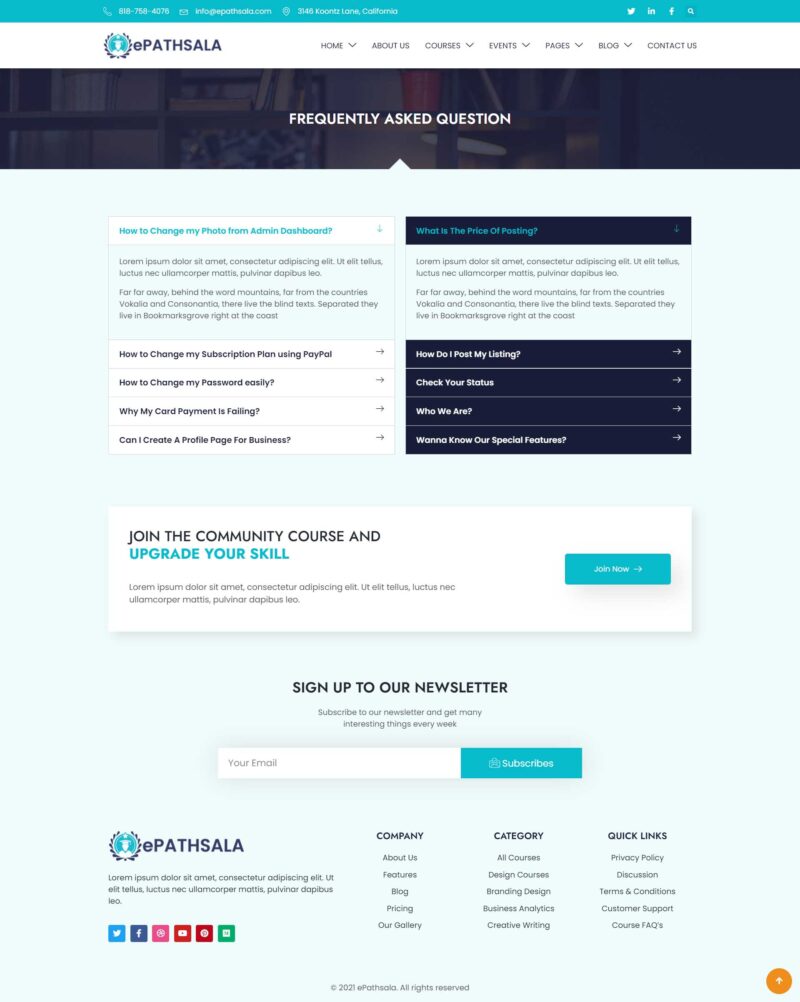 818-758-4076 info@epathsala.com 3146 Koontz Lane, California
ePATHSALA
HOME ABOUT US COURSES EVENTS PAGES BLOG CONTACT US
FREQUENTLY ASKED QUESTION
How to Change my Photo from Admin Dashboard?
Lorem ipsum dolor sit amet, consectetur adipiscing elit. Ut elit tellus,
luctus nec ullamcorper mattis, pulvinar dapibus leo.
Far far away, behind the word mountains, far from the countries
Vokalia and Consonantia, there live the blind texts. Separated they
live in Bookmarksgrove right at the coast
How to Change my Subscription Plan using PayPal
How to Change my Password easily?
Why My Card Payment Is Failing?
Can I Create A Profile Page For Business?
What Is The Price Of Posting?
Lorem ipsum dolor sit amet, consectetur adipiscing elit. Ut elit tellus,
luctus nec ullamcorper mattis, pulvinar dapibus leo.
Far far away, behind the word mountains, far from the countries
Vokalia and Consonantia, there live the blind texts. Separated they
live in Bookmarksgrove right at the coast
How Do I Post My Listing?
Check Your Status
Who We Are?
Wanna Know Our Special Features?
JOIN THE COMMUNITY COURSE AND
UPGRADE YOUR SKILL
Lorem ipsum dolor sit amet, consectetur adipiscing elit. Ut elit tellus, luctus nec
ullamcorper mattis, pulvinar dapibus leo.
Join Now
SIGN UP TO OUR NEWSLETTER
Subscribe to our newsletter and get many
interesting things every week
Your Email
Subscribes
ePATHSALA
Lorem ipsum dolor sit amet, consectetur adipiscing elit. Ut
elit tellus, luctus nec ullamcorper mattis, pulvinar dapibus
leo.
COMPANY
About Us
Features
Blog
Pricing
Our Gallery
CATEGORY
All Courses
Design Courses
Branding Design
Business Analytics
Creative Writing
QUICK LINKS
Privacy Policy
Discussion
Terms & Conditions
Customer Support
Course FAQ's
© 2021 ePathsala. All rights reserved